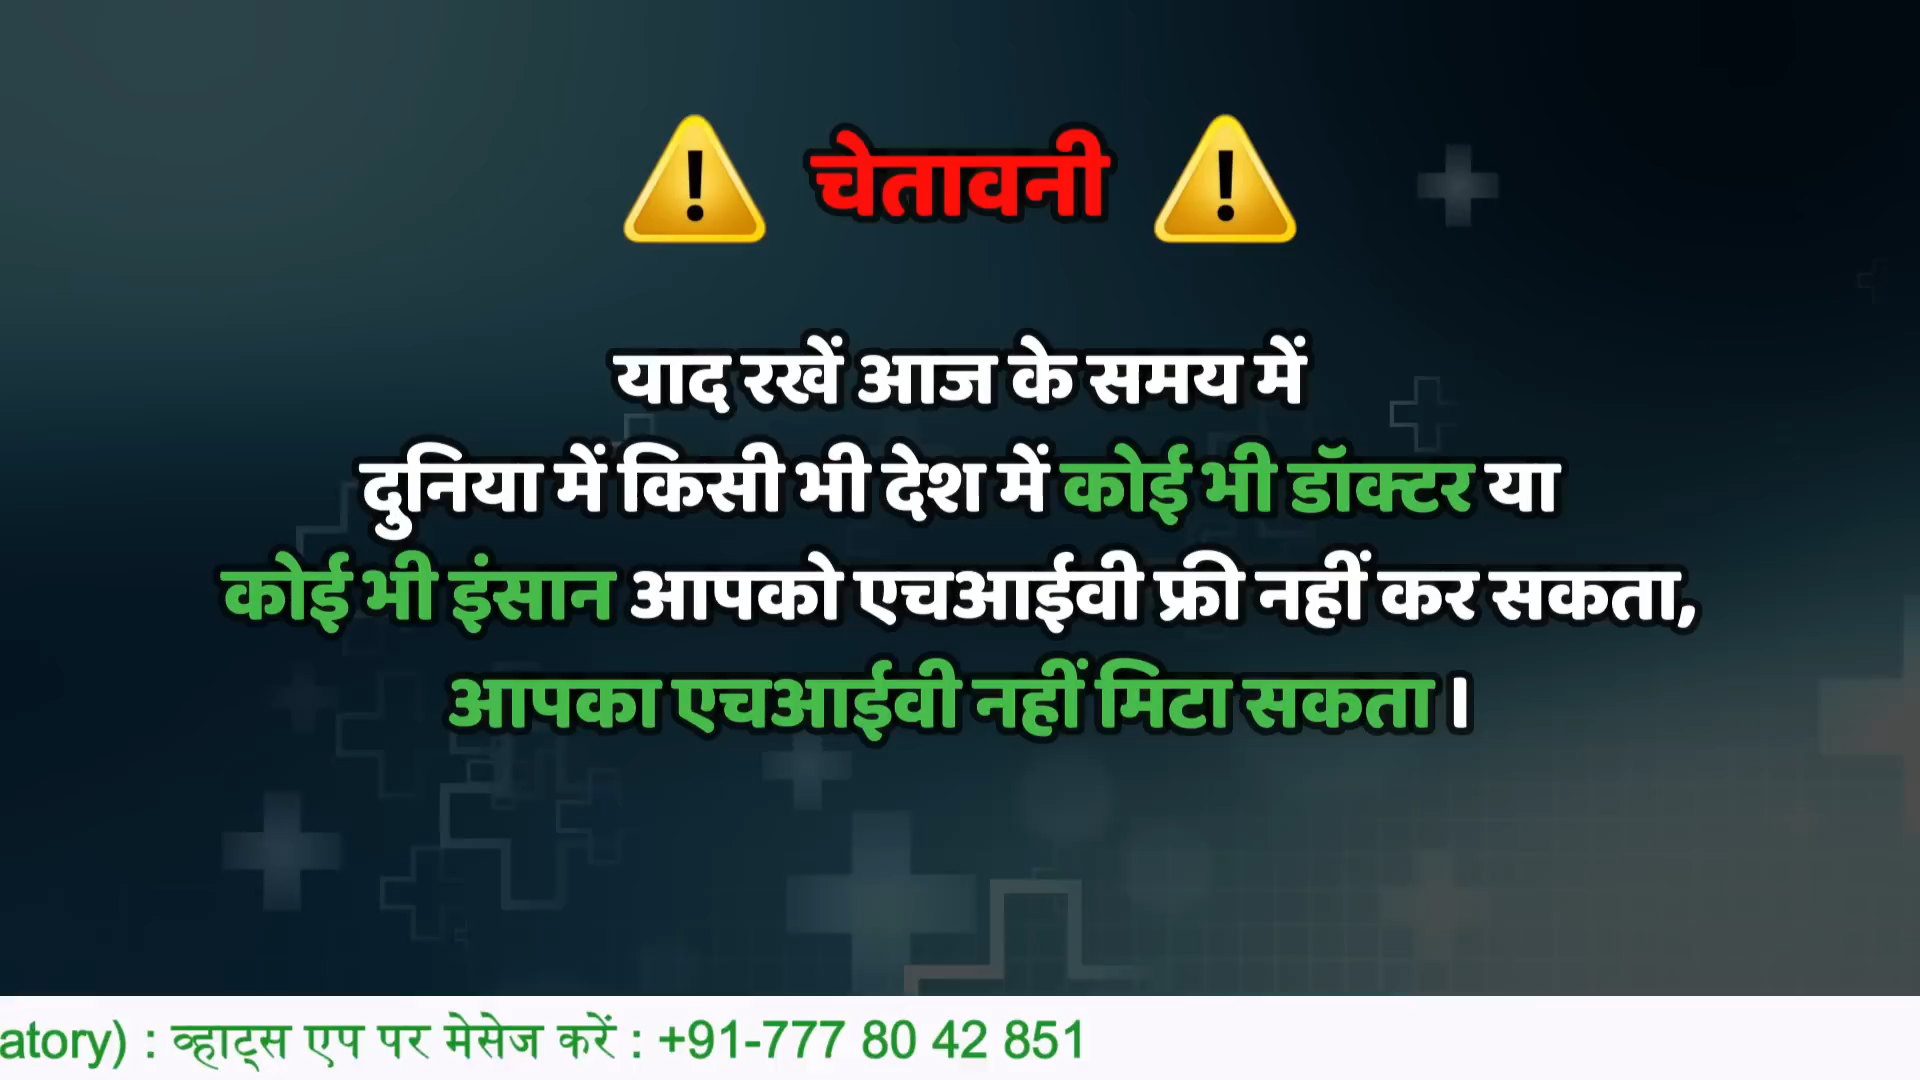 चेतावनी
याद रखें आज के समय में
दुनिया में किसी भी देश में कोई भी डॉक्टर या
कोई भी इंसान आपको एचआईवी फ्री नहीं कर सकता,
आपका एचआईवी नहीं मिटा सकता ।
atory) : व्हाट्स एप पर मेसेज करें : +91-777 80 42 851